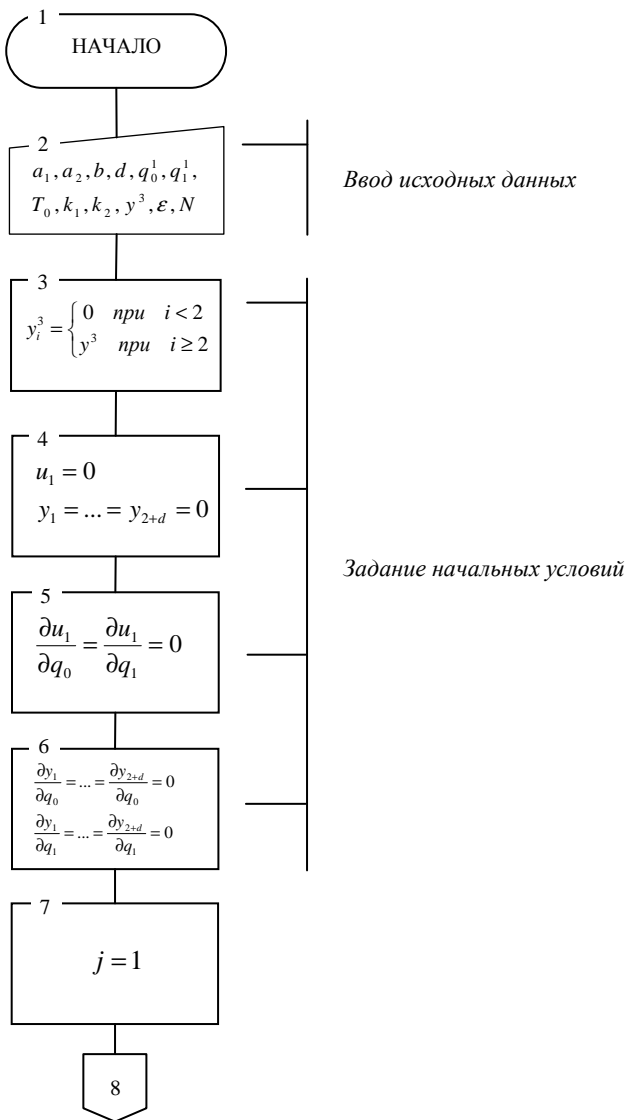 1
НАЧАЛО
2
a₁, a₂, b, d, q₀¹, q₁¹,
T₀, k₁, k₂, y³, ε, N
Ввод исходных данных
3
yᵢ³ = { 0 при i < 2
y³ при i ≥ 2
4
u₁ = 0
y₁ = ... = y₂₊d = 0
Задание начальных условий
5
∂u₁/∂q₀ = ∂u₁/∂q₁ = 0
6
∂y₁/∂q₀ = ... = ∂y₂₊d/∂q₀ = 0
∂y₁/∂q₁ = ... = ∂y₂₊d/∂q₁ = 0
7
j = 1
8